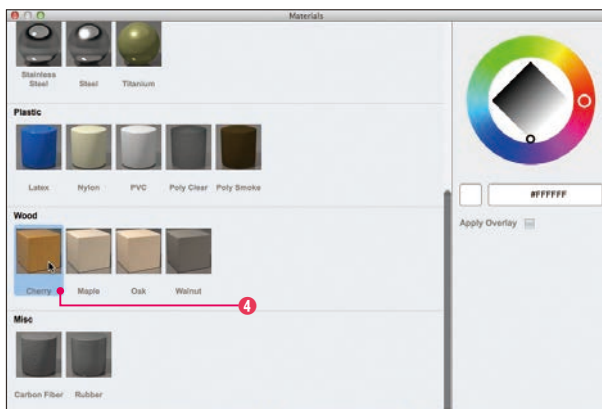 Materials
Stainless Steel
Steel
Titanium
Plastic
Latex
Nylon
PVC
Poly Clear
Poly Smoke
Wood
Cherry
Maple
Oak
Walnut
4
Misc
Carbon Fiber
Rubber
#FFFFFF
Apply Overlay